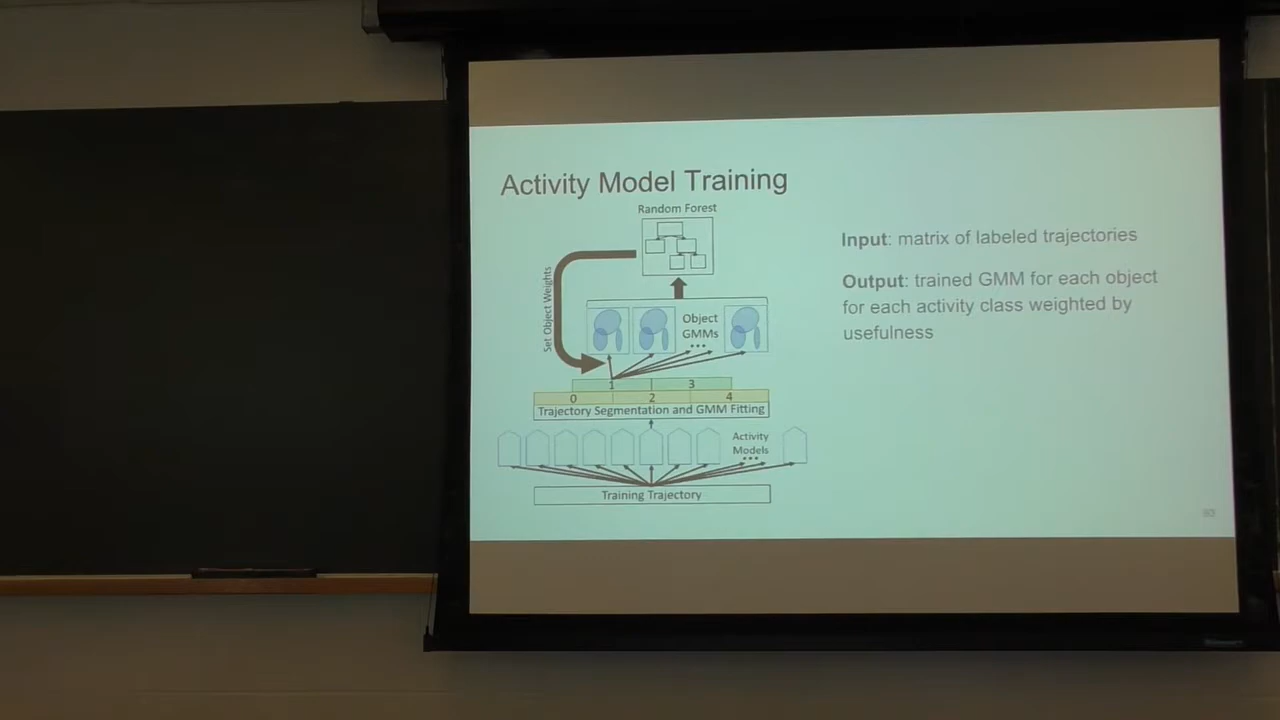 Activity Model Training
Random Forest
Set Object Weights
Object
GMMs
1 3
0 2 4
Trajectory Segmentation and GMM Fitting
Activity
Models
Training Trajectory
Input: matrix of labeled trajectories
Output: trained GMM for each object
for each activity class weighted by
usefulness